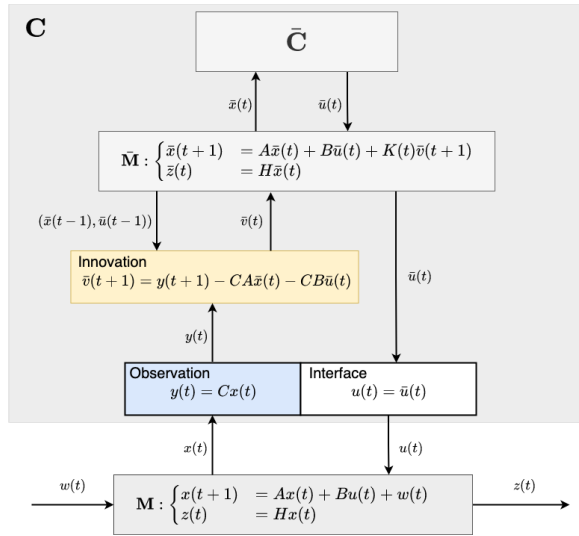 C
C̄
x̄(t)
ū(t)
M̄ : { x̄(t+1) = Ax̄(t) + Bū(t) + K(t)v̄(t+1)
z̄(t) = Hx̄(t)
(x̄(t−1), ū(t−1))
v̄(t)
Innovation
v̄(t+1) = y(t+1) − CAx̄(t) − CBū(t)
ū(t)
y(t)
Observation
y(t) = Cx(t)
Interface
u(t) = ū(t)
x(t)
u(t)
w(t)
M : { x(t+1) = Ax(t) + Bu(t) + w(t)
z(t) = Hx(t)
z(t)